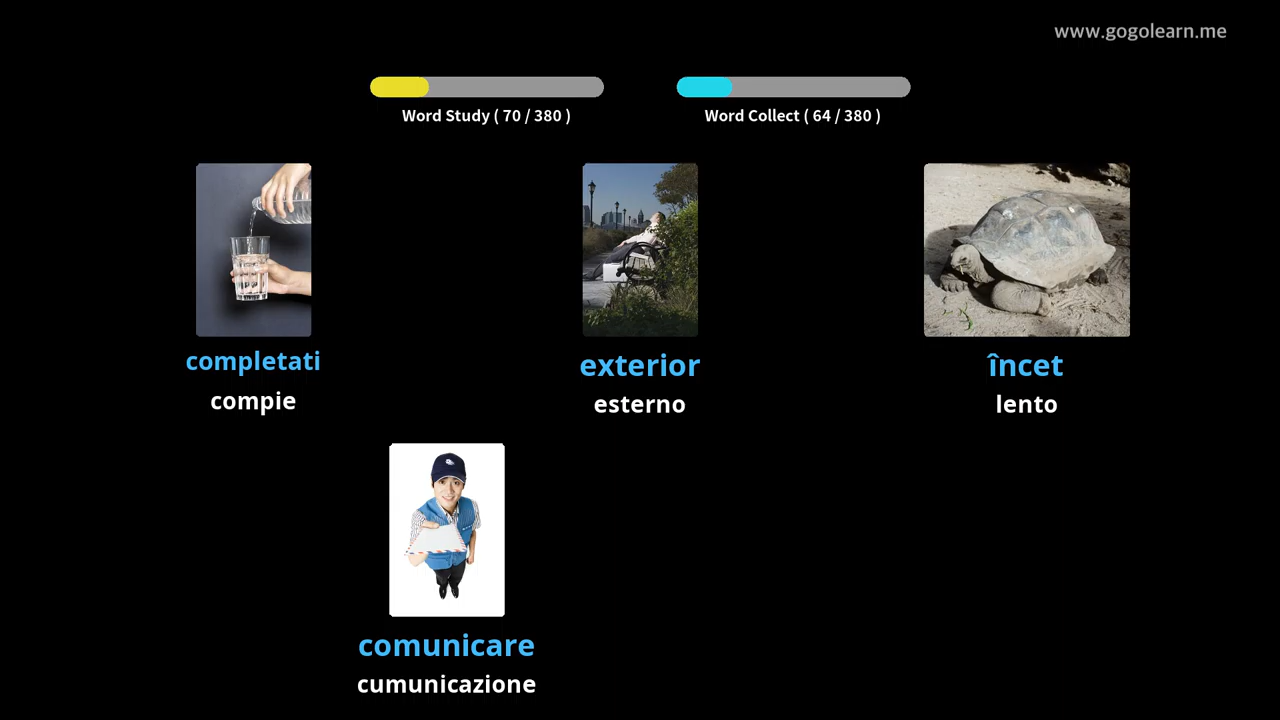 www.gogolearn.me
Word Study ( 70 / 380 )
Word Collect ( 64 / 380 )
completati
compie
exterior
esterno
încet
lento
comunicare
cumunicazione